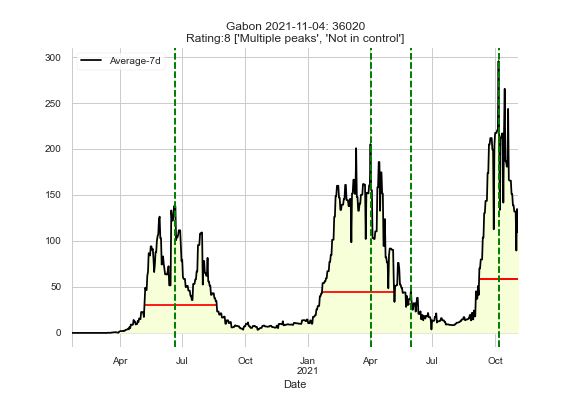 Gabon 2021-11-04: 36020
Rating:8 ['Multiple peaks', 'Not in control']
Average-7d
300
250
200
150
100
50
0
Apr Jul Oct Jan Apr Jul Oct
2021
Date